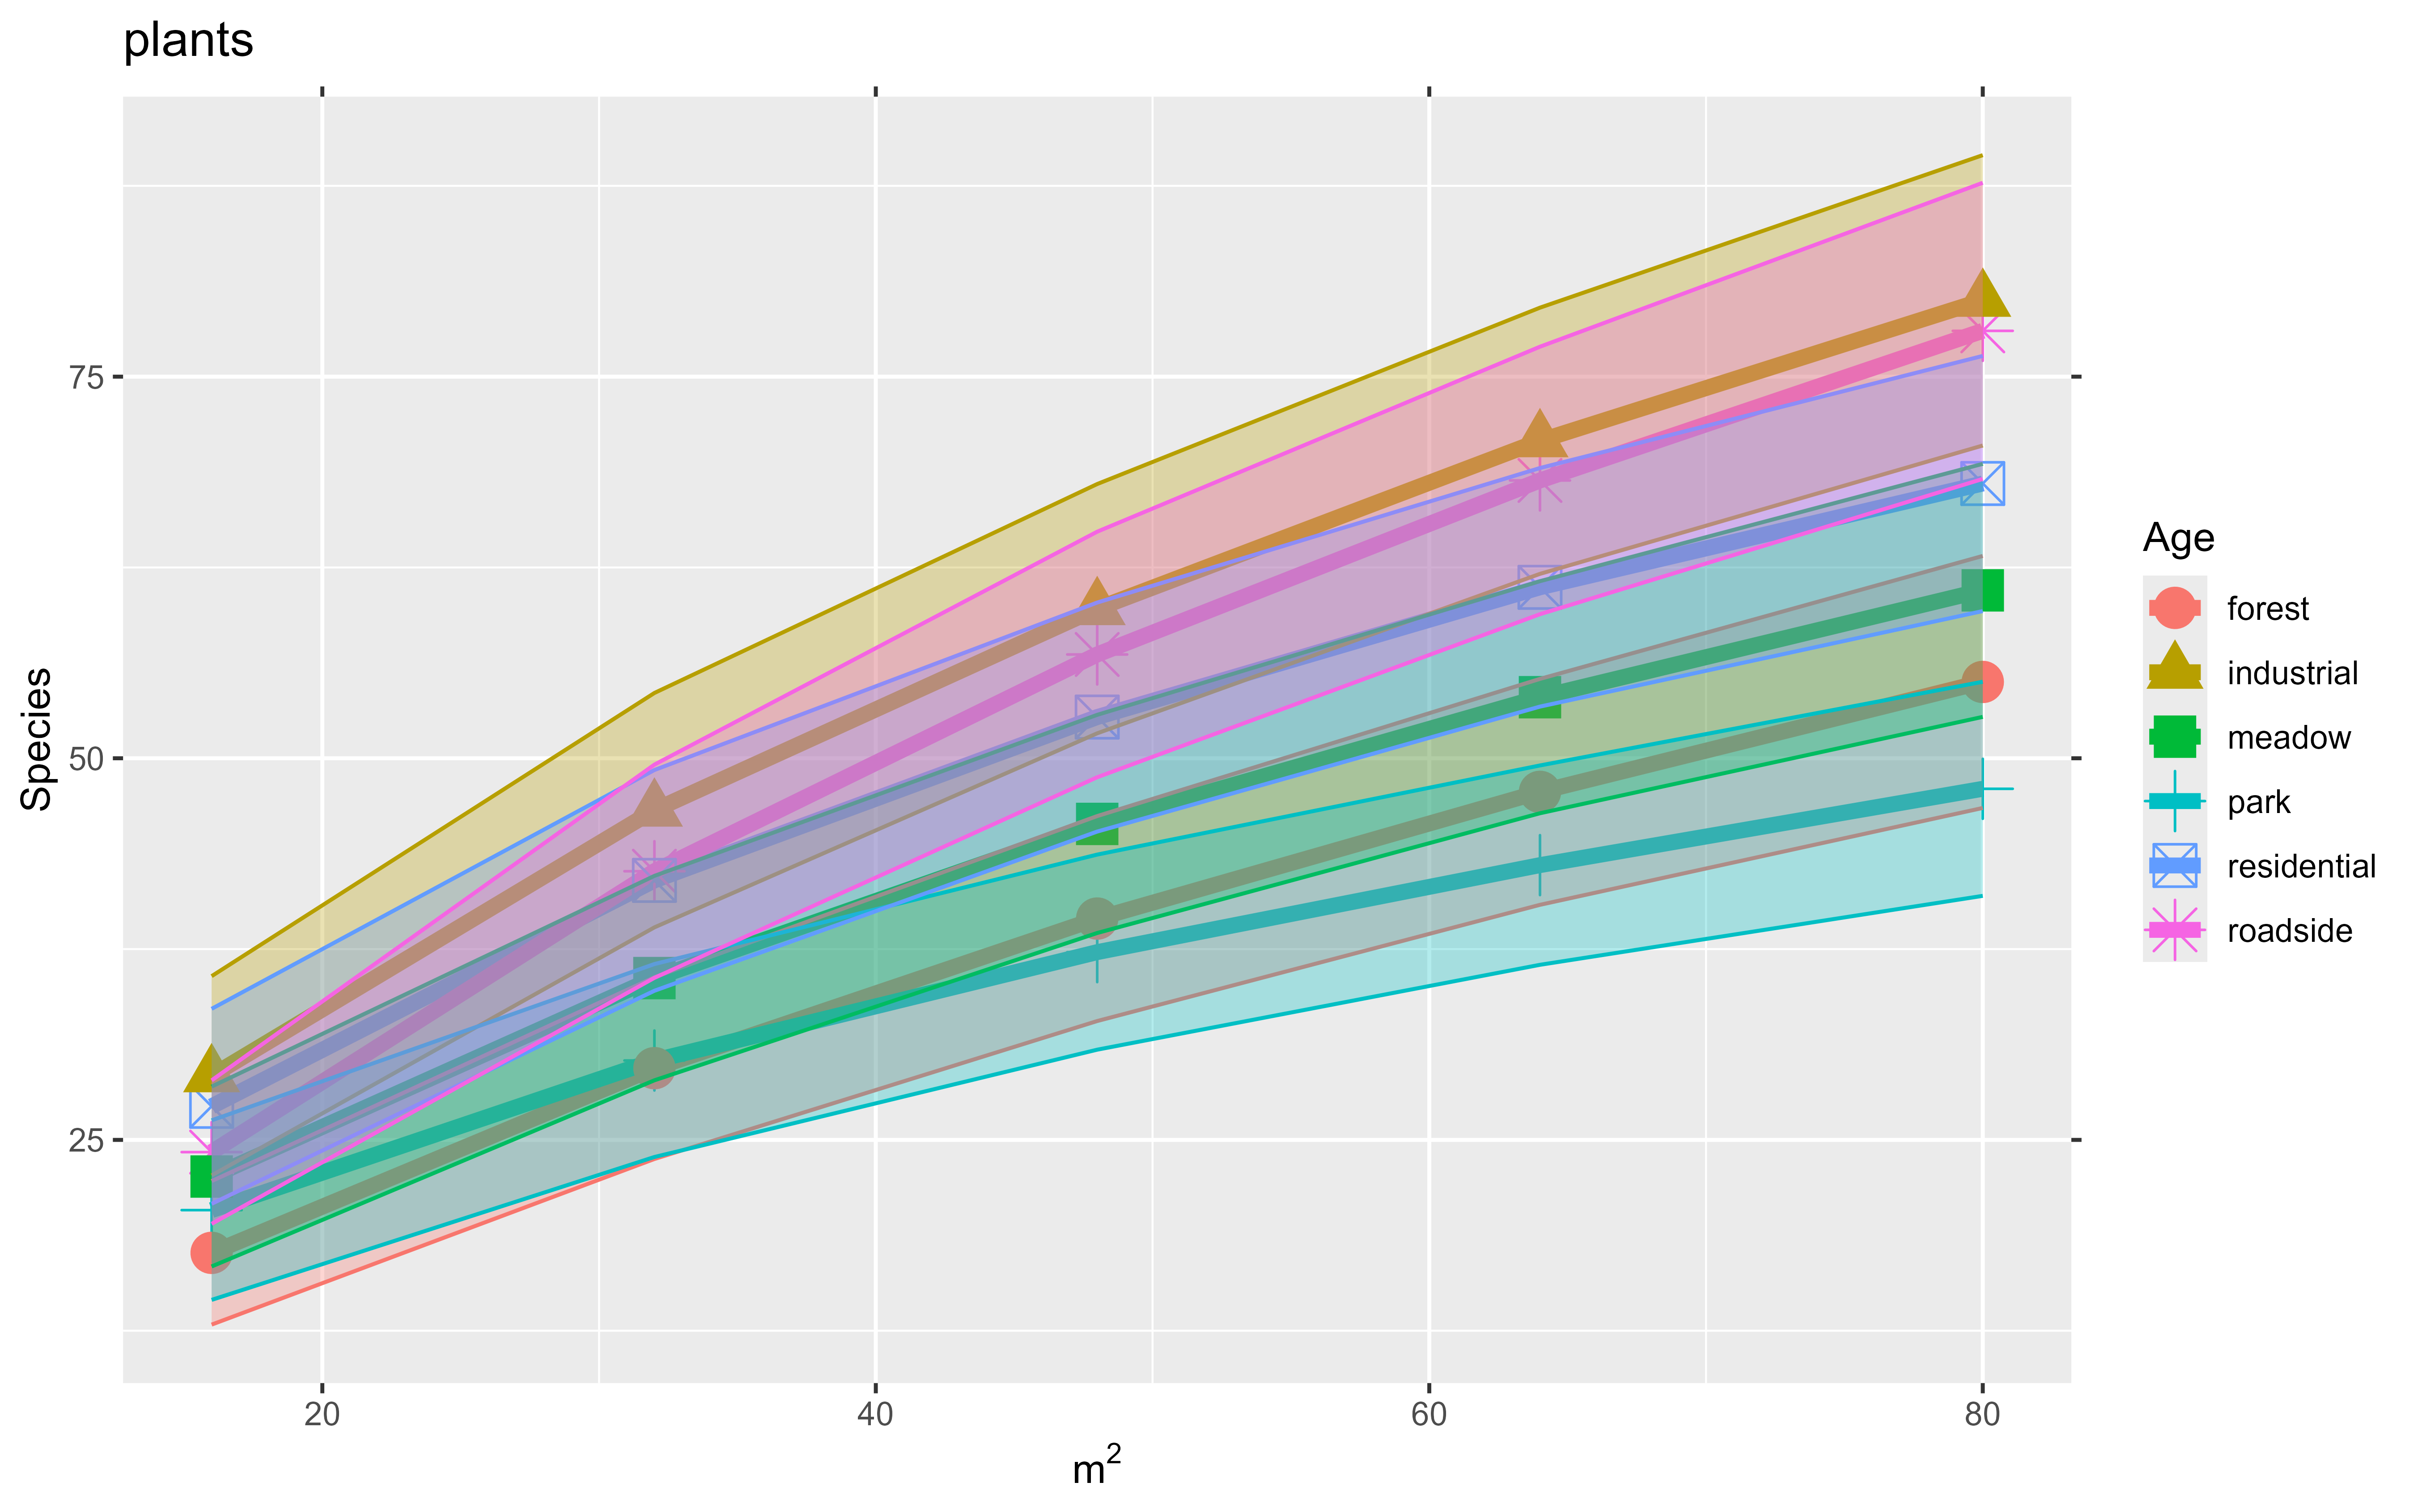 plants
Species
75
50
25
20 40 60 80
m²
Age
forest
industrial
meadow
park
residential
roadside